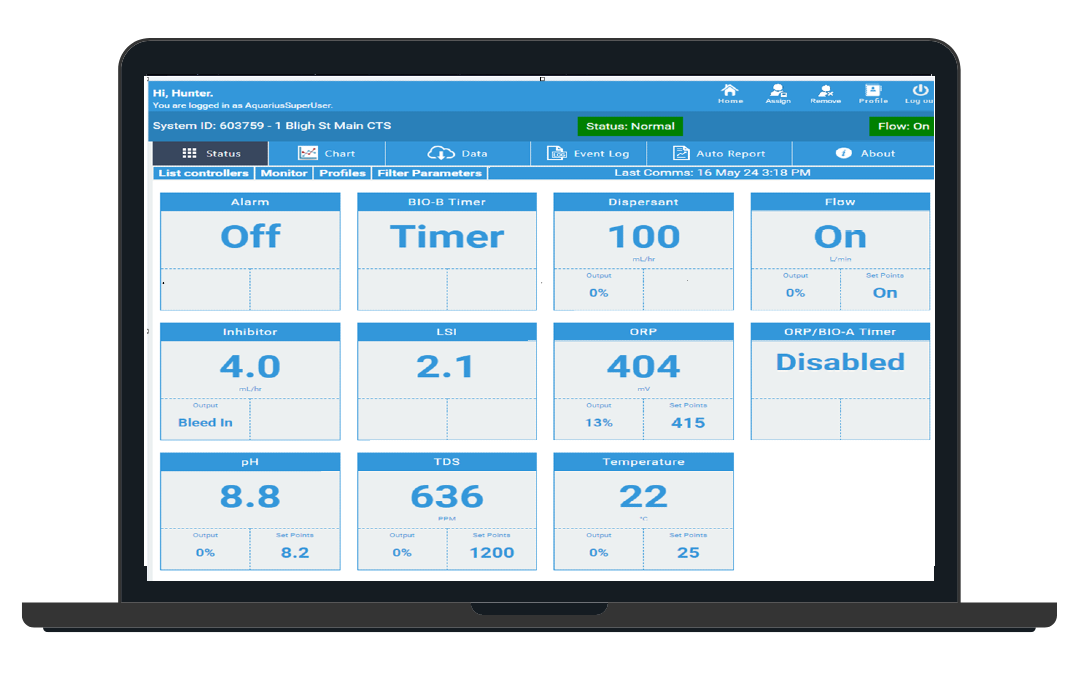 Hi, Hunter.
You are logged in as AquariusSuperUser.
Home Assign Remove Profile Log ou
System ID: 603759 - 1 Bligh St Main CTS
Status: Normal
Flow: On
Status Chart Data Event Log Auto Report About
List controllers Monitor Profiles Filter Parameters
Last Comms: 16 May 24 3:18 PM
Alarm
Off
BIO-B Timer
Timer
Dispersant
100
mL/hr
Output
0%
Flow
On
L/min
Output Set Points
0% On
Inhibitor
4.0
mL/hr
Output
Bleed In
LSI
2.1
ORP
404
mV
Output Set Points
13% 415
ORP/BIO-A Timer
Disabled
pH
8.8
Output Set Points
0% 8.2
TDS
636
PPM
Output Set Points
0% 1200
Temperature
22
°C
Output Set Points
0% 25